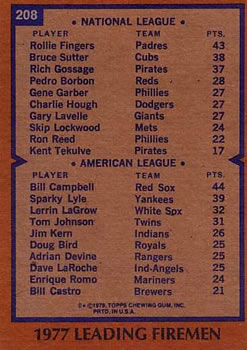 208
• NATIONAL LEAGUE •
PLAYER TEAM PTS.
Rollie Fingers Padres 43
Bruce Sutter Cubs 38
Rich Gossage Pirates 37
Pedro Borbon Reds 28
Gene Garber Phillies 27
Charlie Hough Dodgers 27
Gary Lavelle Giants 27
Skip Lockwood Mets 24
Ron Reed Phillies 22
Kent Tekulve Pirates 17
• AMERICAN LEAGUE •
PLAYER TEAM PTS.
Bill Campbell Red Sox 44
Sparky Lyle Yankees 39
Lerrin LaGrow White Sox 32
Tom Johnson Twins 31
Jim Kern Indians 26
Doug Bird Royals 25
Adrian Devine Rangers 25
Dave LaRoche Ind-Angels 25
Enrique Romo Mariners 24
Bill Castro Brewers 21
TOPPS CHEWING GUM, INC.
PRTD. IN U.S.A.
1977 LEADING FIREMEN